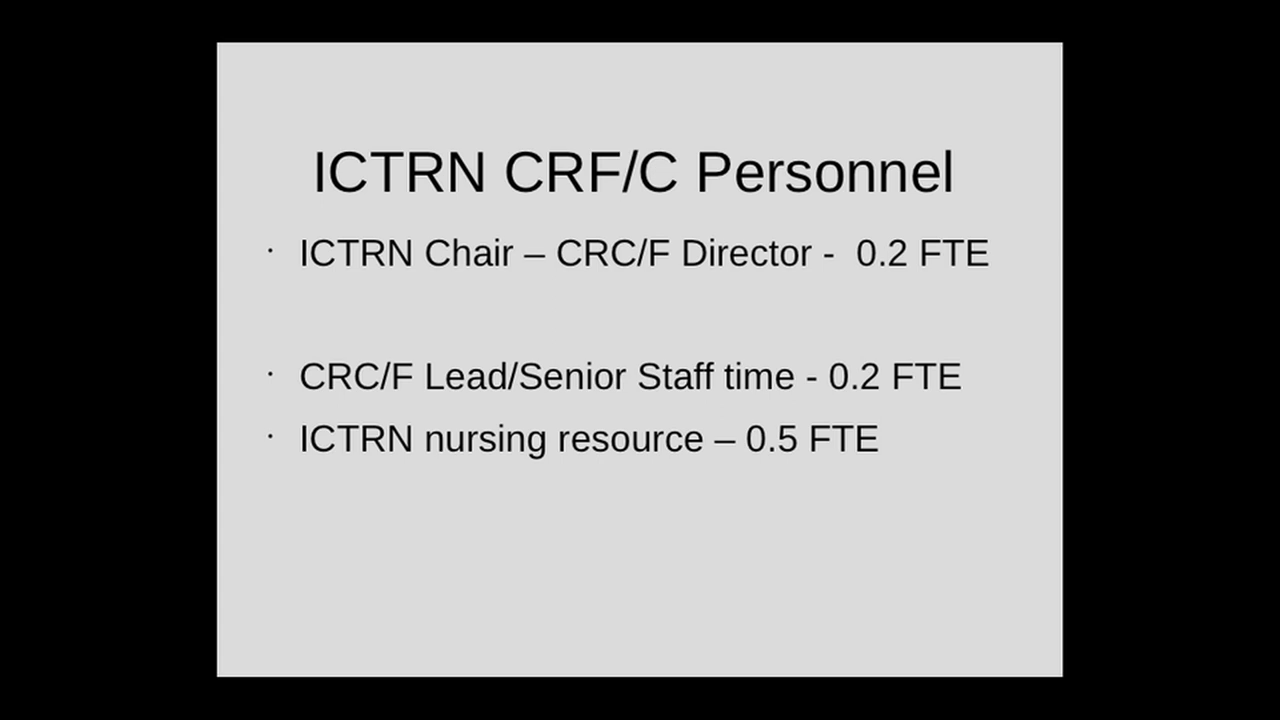 ICTRN CRF/C Personnel
· ICTRN Chair – CRC/F Director -  0.2 FTE
· CRC/F Lead/Senior Staff time - 0.2 FTE
· ICTRN nursing resource – 0.5 FTE